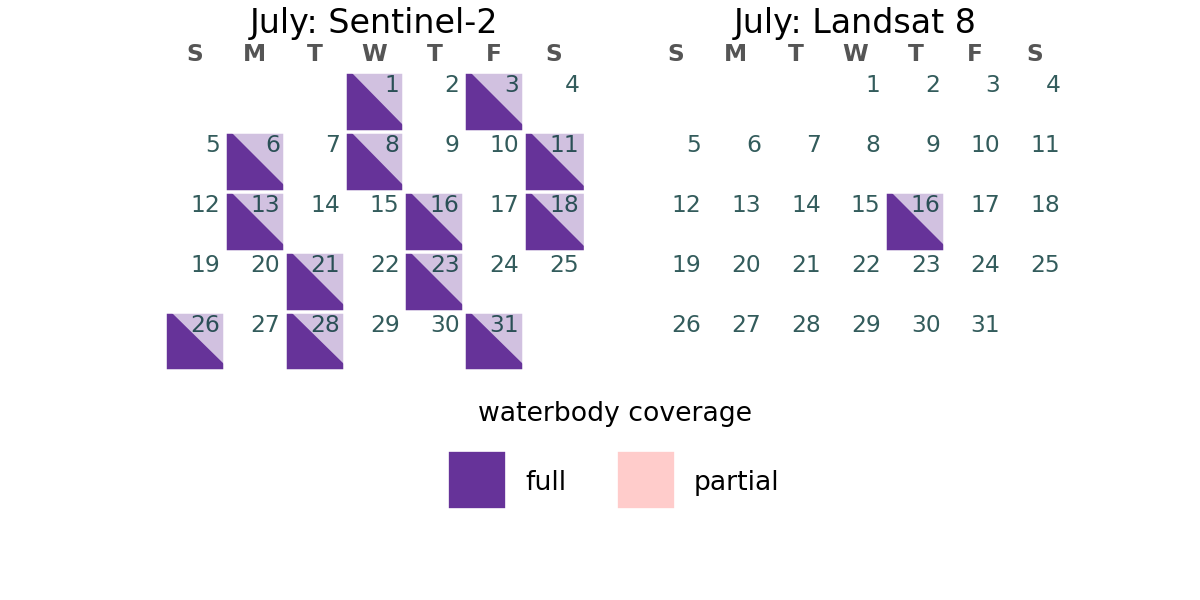 July: Sentinel-2
S M T W T F S
1 2 3 4
5 6 7 8 9 10 11
12 13 14 15 16 17 18
19 20 21 22 23 24 25
26 27 28 29 30 31
July: Landsat 8
S M T W T F S
1 2 3 4
5 6 7 8 9 10 11
12 13 14 15 16 17 18
19 20 21 22 23 24 25
26 27 28 29 30 31
waterbody coverage
full partial